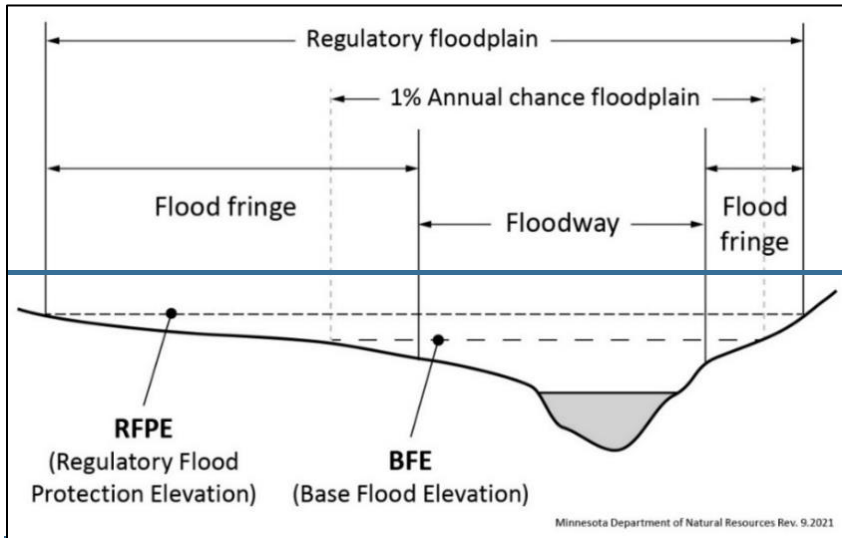 Regulatory floodplain
1% Annual chance floodplain
Flood fringe
Floodway
Flood
fringe
RFPE
(Regulatory Flood
Protection Elevation)
BFE
(Base Flood Elevation)
Minnesota Department of Natural Resources Rev. 9.2021